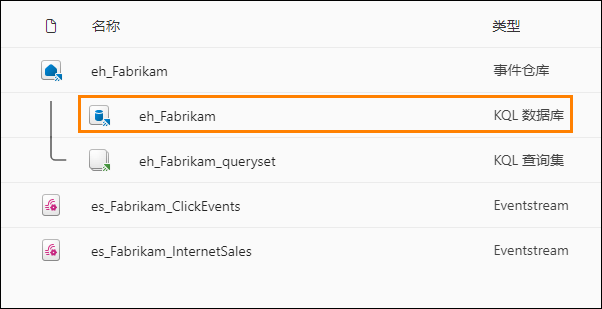 名称 类型
eh_Fabrikam 事件仓库
eh_Fabrikam KQL 数据库
eh_Fabrikam_queryset KQL 查询集
es_Fabrikam_ClickEvents Eventstream
es_Fabrikam_InternetSales Eventstream